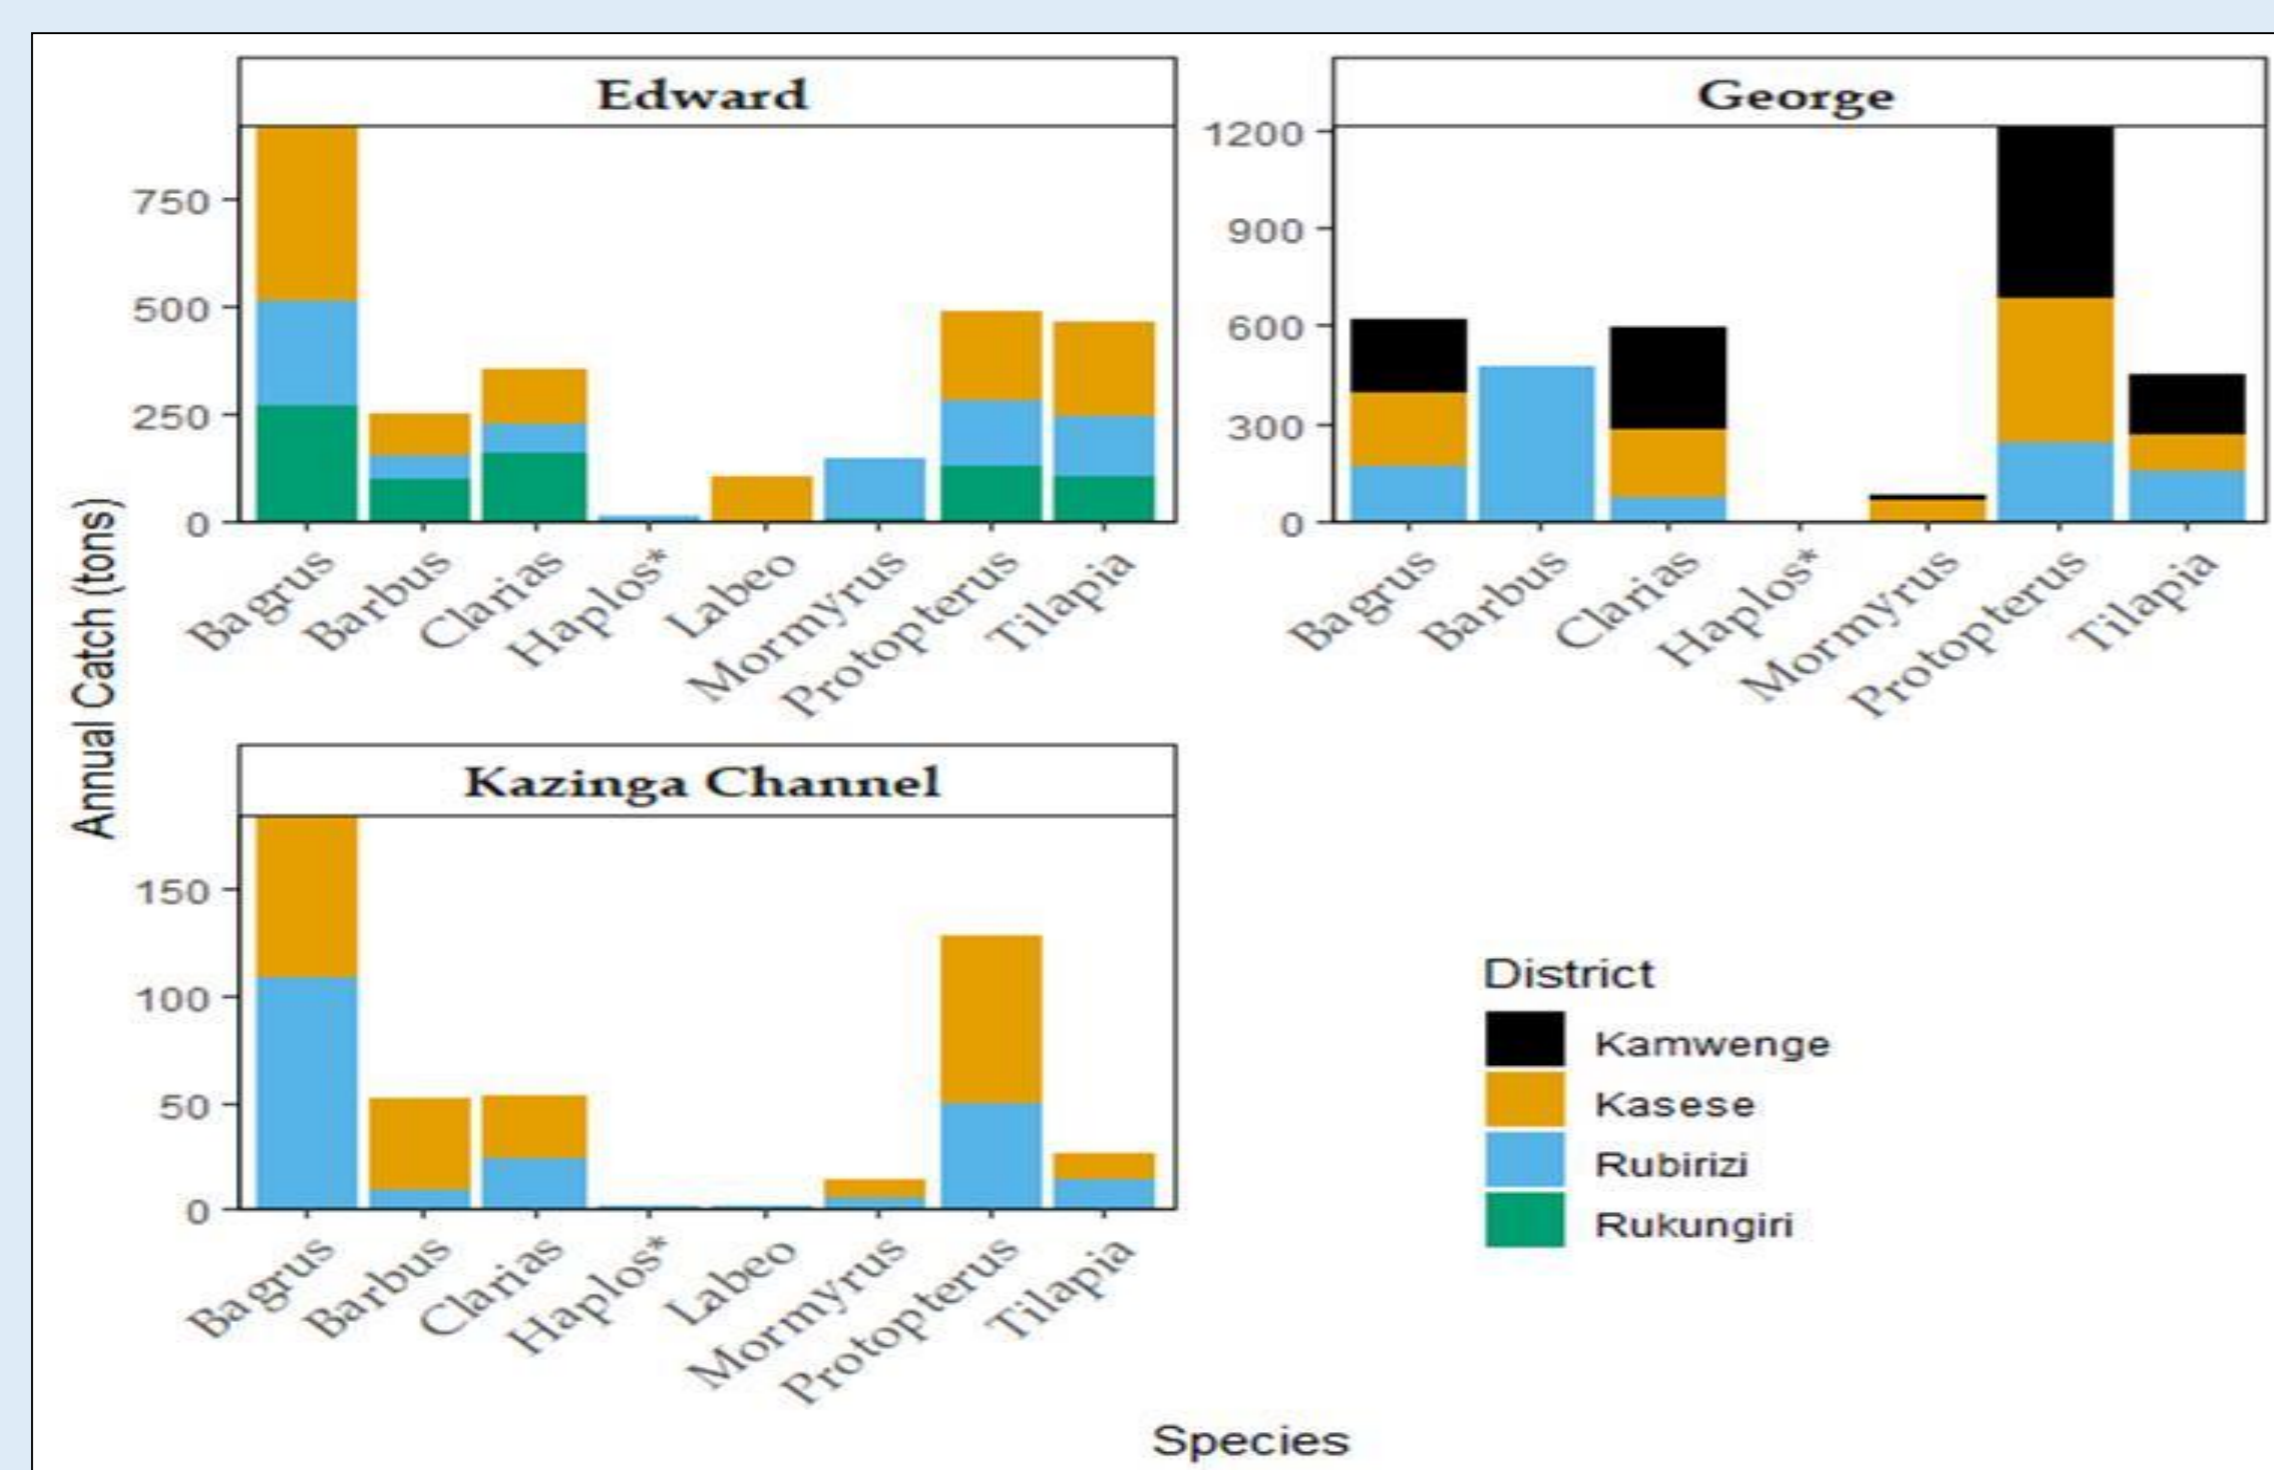 Edward
750
500
250
0
Bagrus
Barbus
Clarias
Haplos*
Labeo
Mormyrus
Protopterus
Tilapia
George
1200
900
600
300
0
Bagrus
Barbus
Clarias
Haplos*
Mormyrus
Protopterus
Tilapia
Annual Catch (tons)
Kazinga Channel
150
100
50
0
Bagrus
Barbus
Clarias
Haplos*
Labeo
Mormyrus
Protopterus
Tilapia
District
Kamwenge
Kasese
Rubirizi
Rukungiri
Species